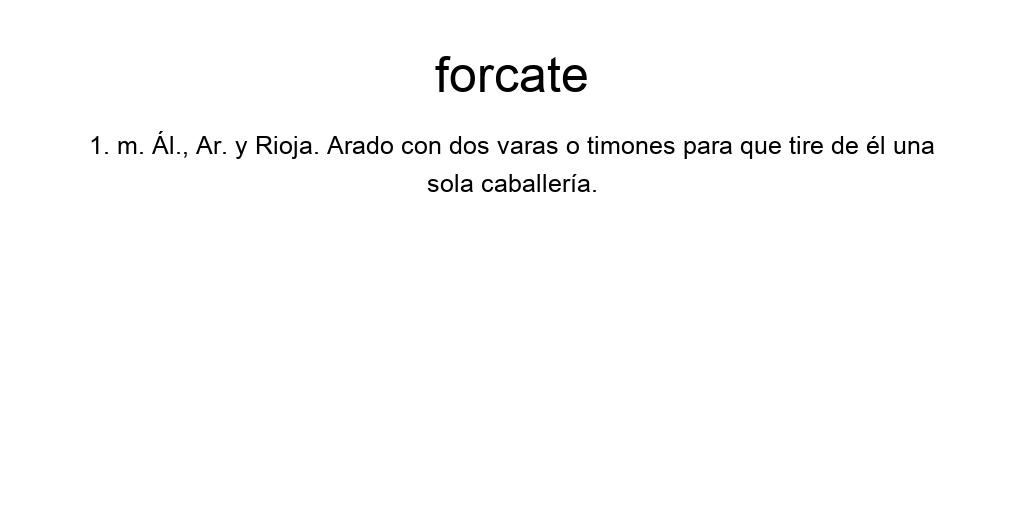 forcate
1. m. Ál., Ar. y Rioja. Arado con dos varas o timones para que tire de él una
sola caballería.